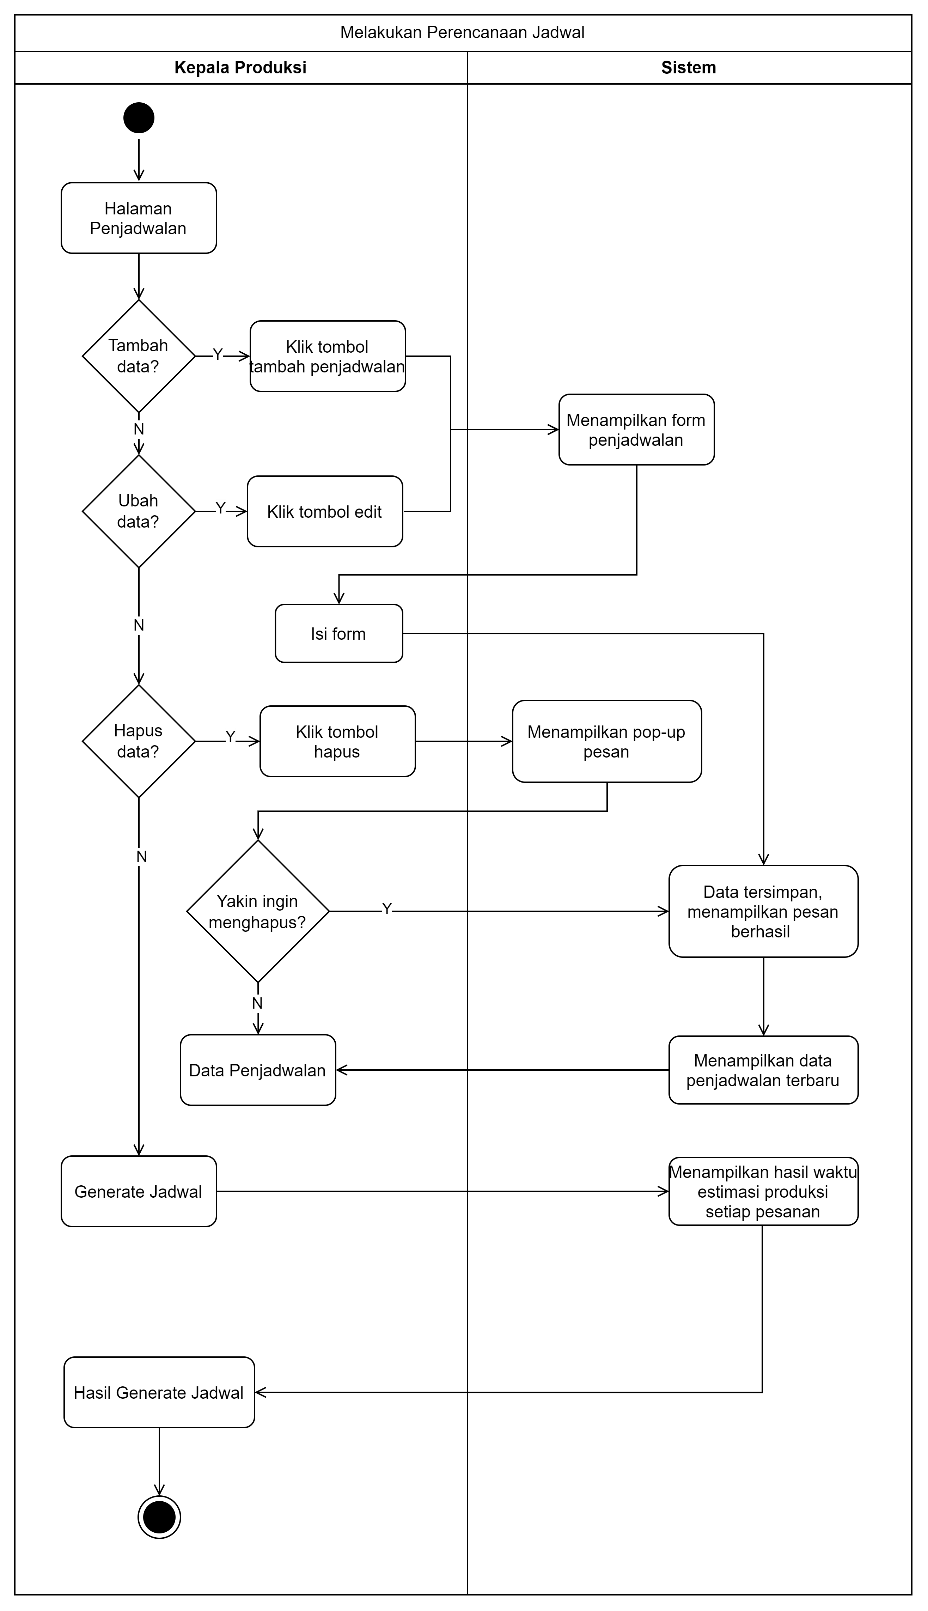 Melakukan Perencanaan Jadwal
Kepala Produksi
Sistem
Halaman
Penjadwalan
Tambah
data?
Y
Klik tombol
tambah penjadwalan
Menampilkan form
penjadwalan
N
Ubah
data?
Y
Klik tombol edit
N
Isi form
Hapus
data?
Y
Klik tombol
hapus
Menampilkan pop-up
pesan
N
Yakin ingin
menghapus?
Y
Data tersimpan,
menampilkan pesan
berhasil
N
Data Penjadwalan
Menampilkan data
penjadwalan terbaru
Generate Jadwal
Menampilkan hasil waktu
estimasi produksi
setiap pesanan
Hasil Generate Jadwal